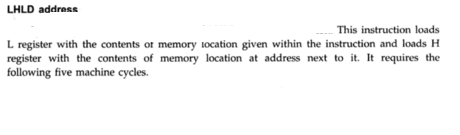 LHLD address
This instruction loads
L register with the contents or memory location given within the instruction and loads H
register with the contents of memory location at address next to it. It requires the
following five machine cycles.